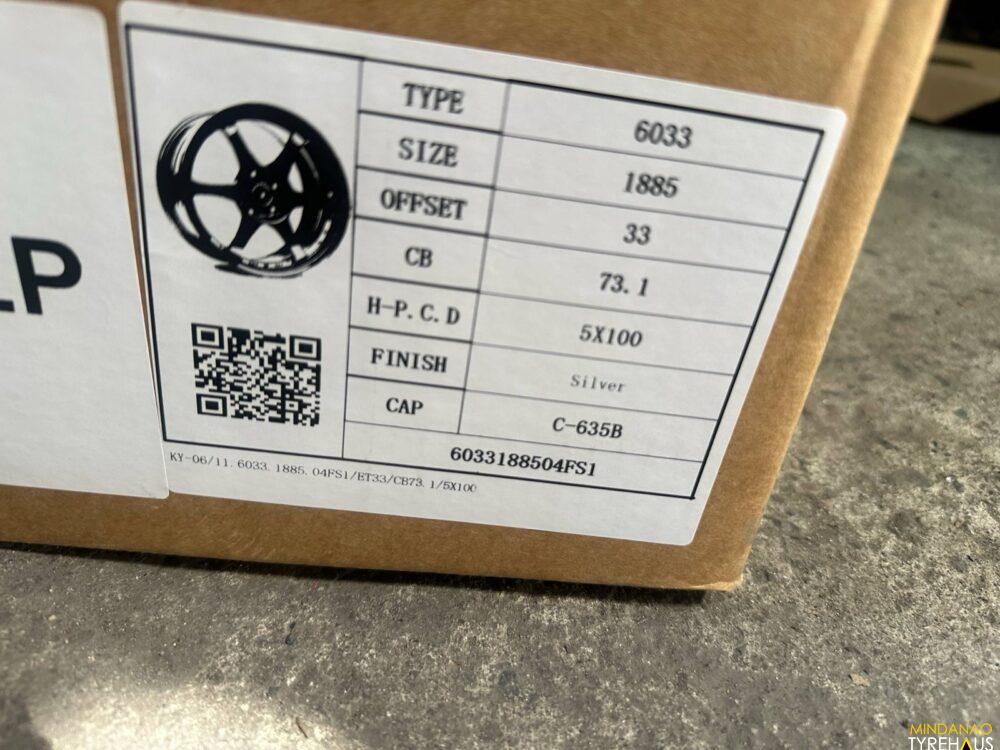 LP
TYPE 6033
SIZE 1885
OFFSET 33
CB 73.1
H-P.C.D 5X100
FINISH Silver
CAP C-635B
6033188504FS1
KY-06/11.6033.1885.04FS1/ET33/CB73.1/5X100
MINDANAO
TYREHAUS